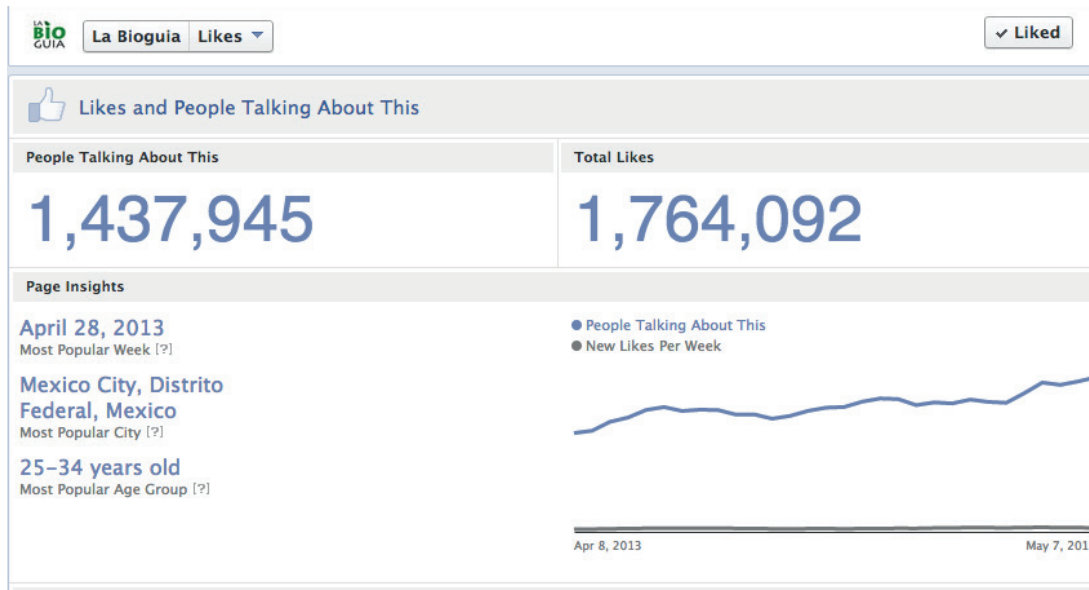 LA
BIO
GUIA
La Bioguia Likes
✓ Liked
Likes and People Talking About This
People Talking About This
1,437,945
Total Likes
1,764,092
Page Insights
April 28, 2013
Most Popular Week [?]
Mexico City, Distrito
Federal, Mexico
Most Popular City [?]
25–34 years old
Most Popular Age Group [?]
People Talking About This
New Likes Per Week
Apr 8, 2013
May 7, 201